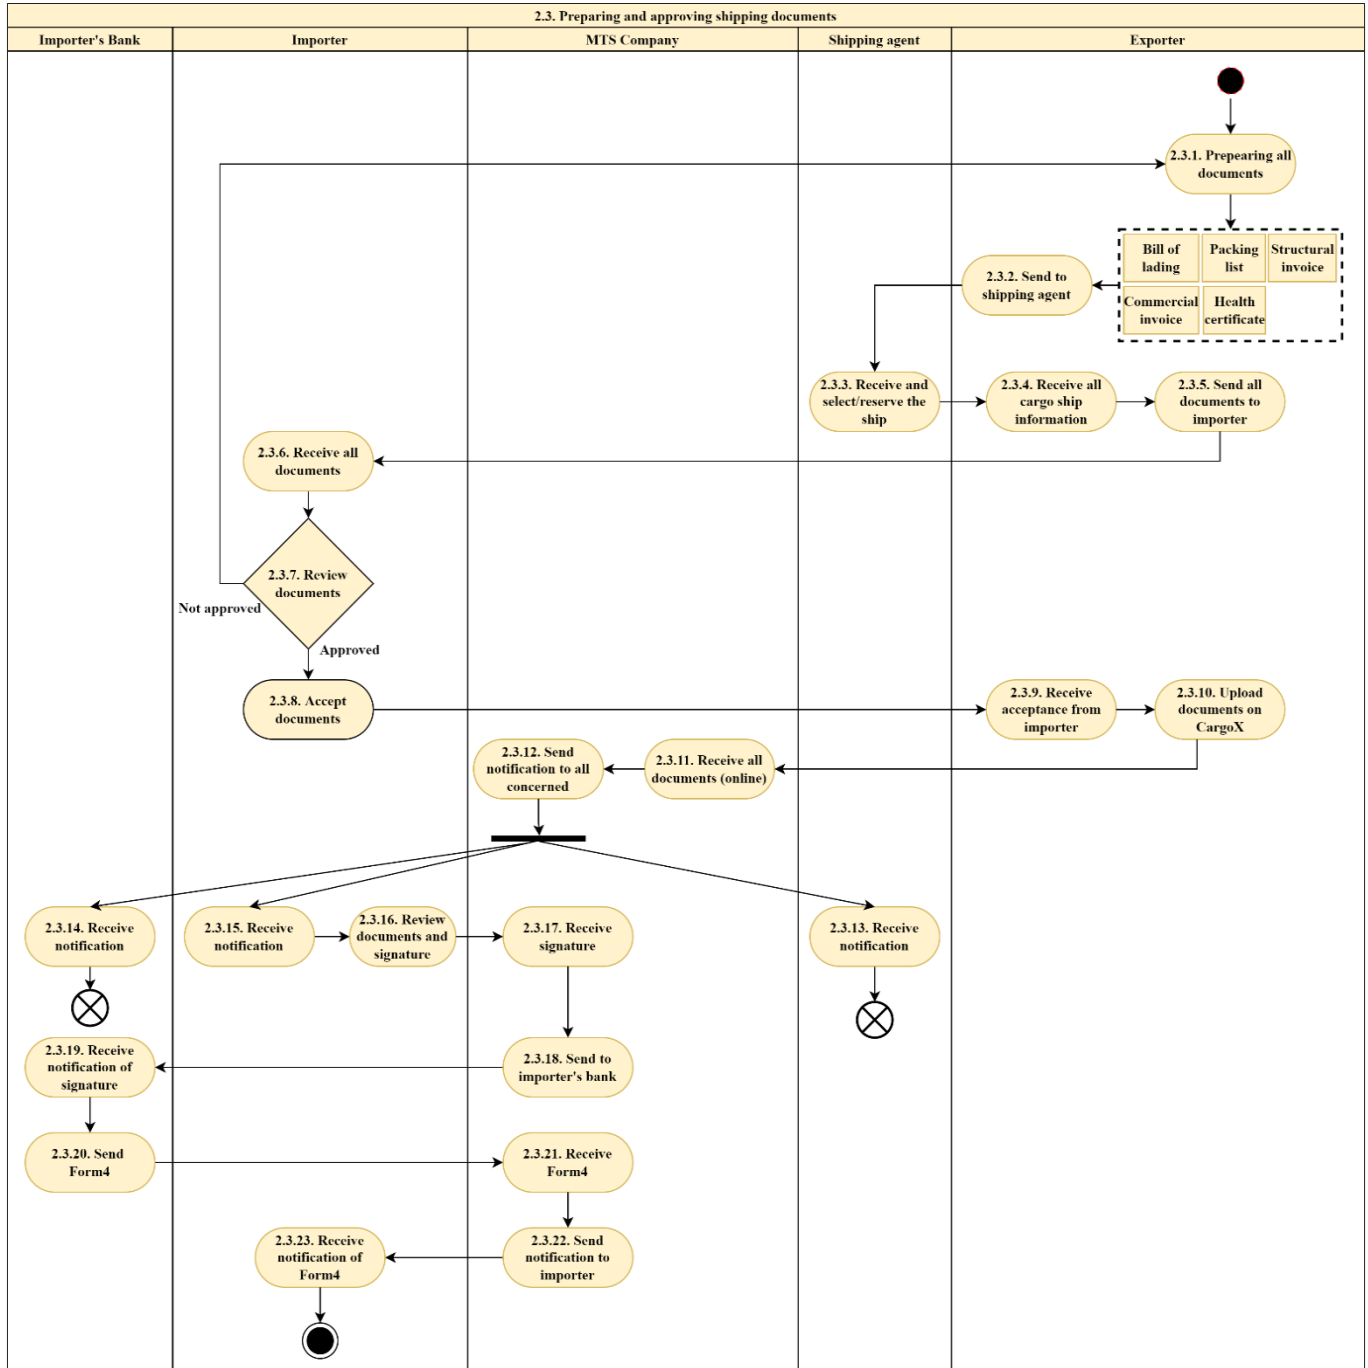 2.3. Preparing and approving shipping documents
Importer's Bank
Importer
MTS Company
Shipping agent
Exporter
2.3.1. Prepearing all
documents
Bill of
lading
Packing
list
Structural
invoice
Commercial
invoice
Health
certificate
2.3.2. Send to
shipping agent
2.3.3. Receive and
select/reserve the
ship
2.3.4. Receive all
cargo ship
information
2.3.5. Send all
documents to
importer
2.3.6. Receive all
documents
2.3.7. Review
documents
Not approved
Approved
2.3.8. Accept
documents
2.3.9. Receive
acceptance from
importer
2.3.10. Upload
documents on
CargoX
2.3.11. Receive all
documents (online)
2.3.12. Send
notification to all
concerned
2.3.14. Receive
notification
2.3.15. Receive
notification
2.3.16. Review
documents and
signature
2.3.17. Receive
signature
2.3.13. Receive
notification
2.3.18. Send to
importer's bank
2.3.19. Receive
notification of
signature
2.3.20. Send
Form4
2.3.21. Receive
Form4
2.3.22. Send
notification to
importer
2.3.23. Receive
notification of
Form4